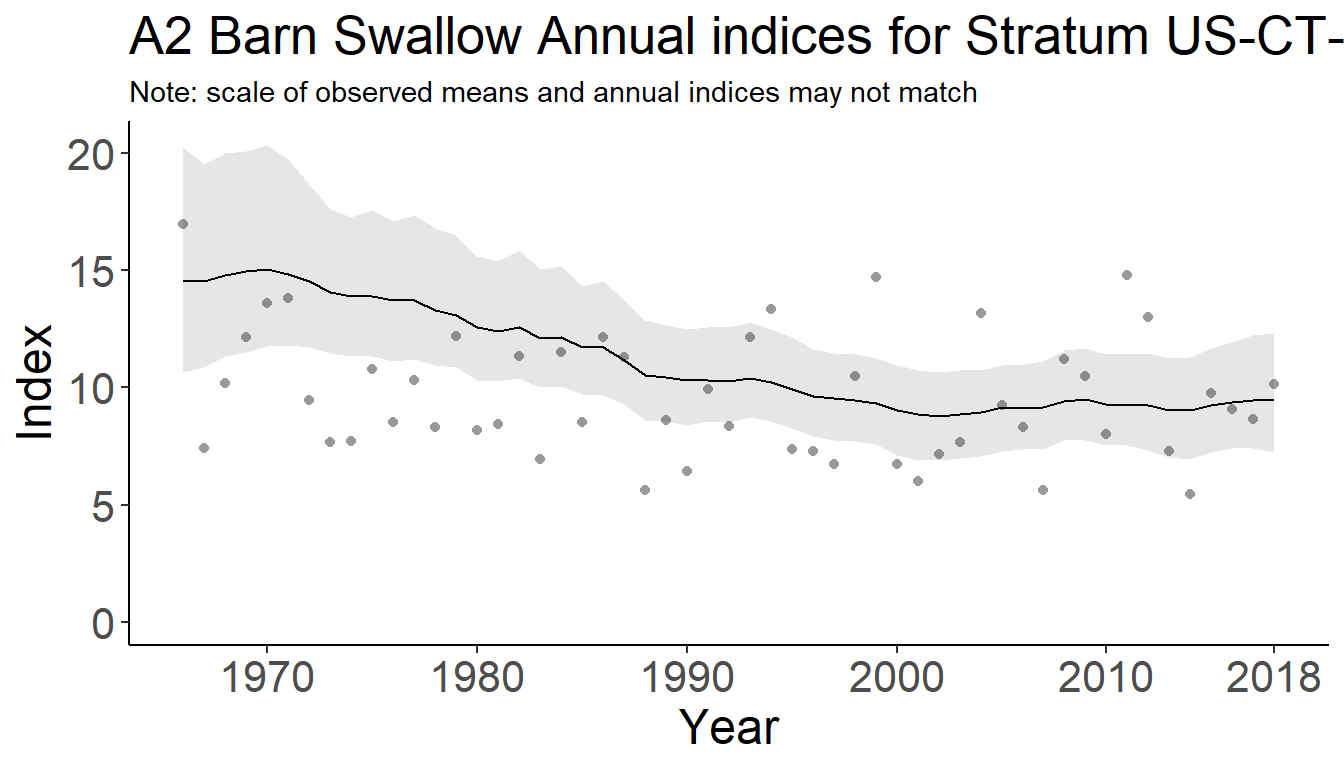 A2 Barn Swallow Annual indices for Stratum US-CT-
Note: scale of observed means and annual indices may not match
20
15
10
5
0
Index
1970 1980 1990 2000 2010 2018
Year